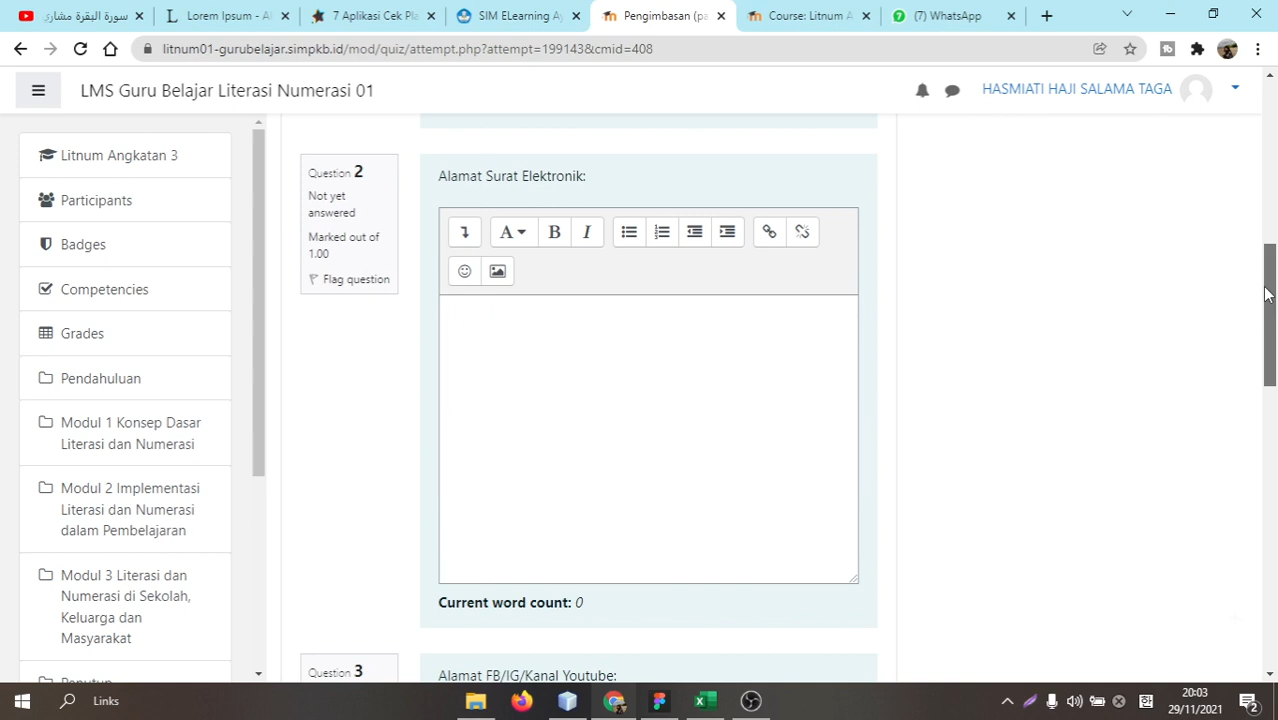 سورة البقرة مشاري
Lorem Ipsum - Al
7 Aplikasi Cek Pl
SIM ELearning Ay
Pengimbasan (pa
Course: Litnum A
(7) WhatsApp
litnum01-gurubelajar.simpkb.id/mod/quiz/attempt.php?attempt=199143&cmid=408
LMS Guru Belajar Literasi Numerasi 01
HASMIATI HAJI SALAMA TAGA
Litnum Angkatan 3
Participants
Badges
Competencies
Grades
Pendahuluan
Modul 1 Konsep Dasar
Literasi dan Numerasi
Modul 2 Implementasi
Literasi dan Numerasi
dalam Pembelajaran
Modul 3 Literasi dan
Numerasi di Sekolah,
Keluarga dan
Masyarakat
Penutup
Question 2
Not yet
answered
Marked out of
1.00
Flag question
Alamat Surat Elektronik:
Current word count: 0
Question 3
Alamat FB/IG/Kanal Youtube:
Links
20:03
29/11/2021
2